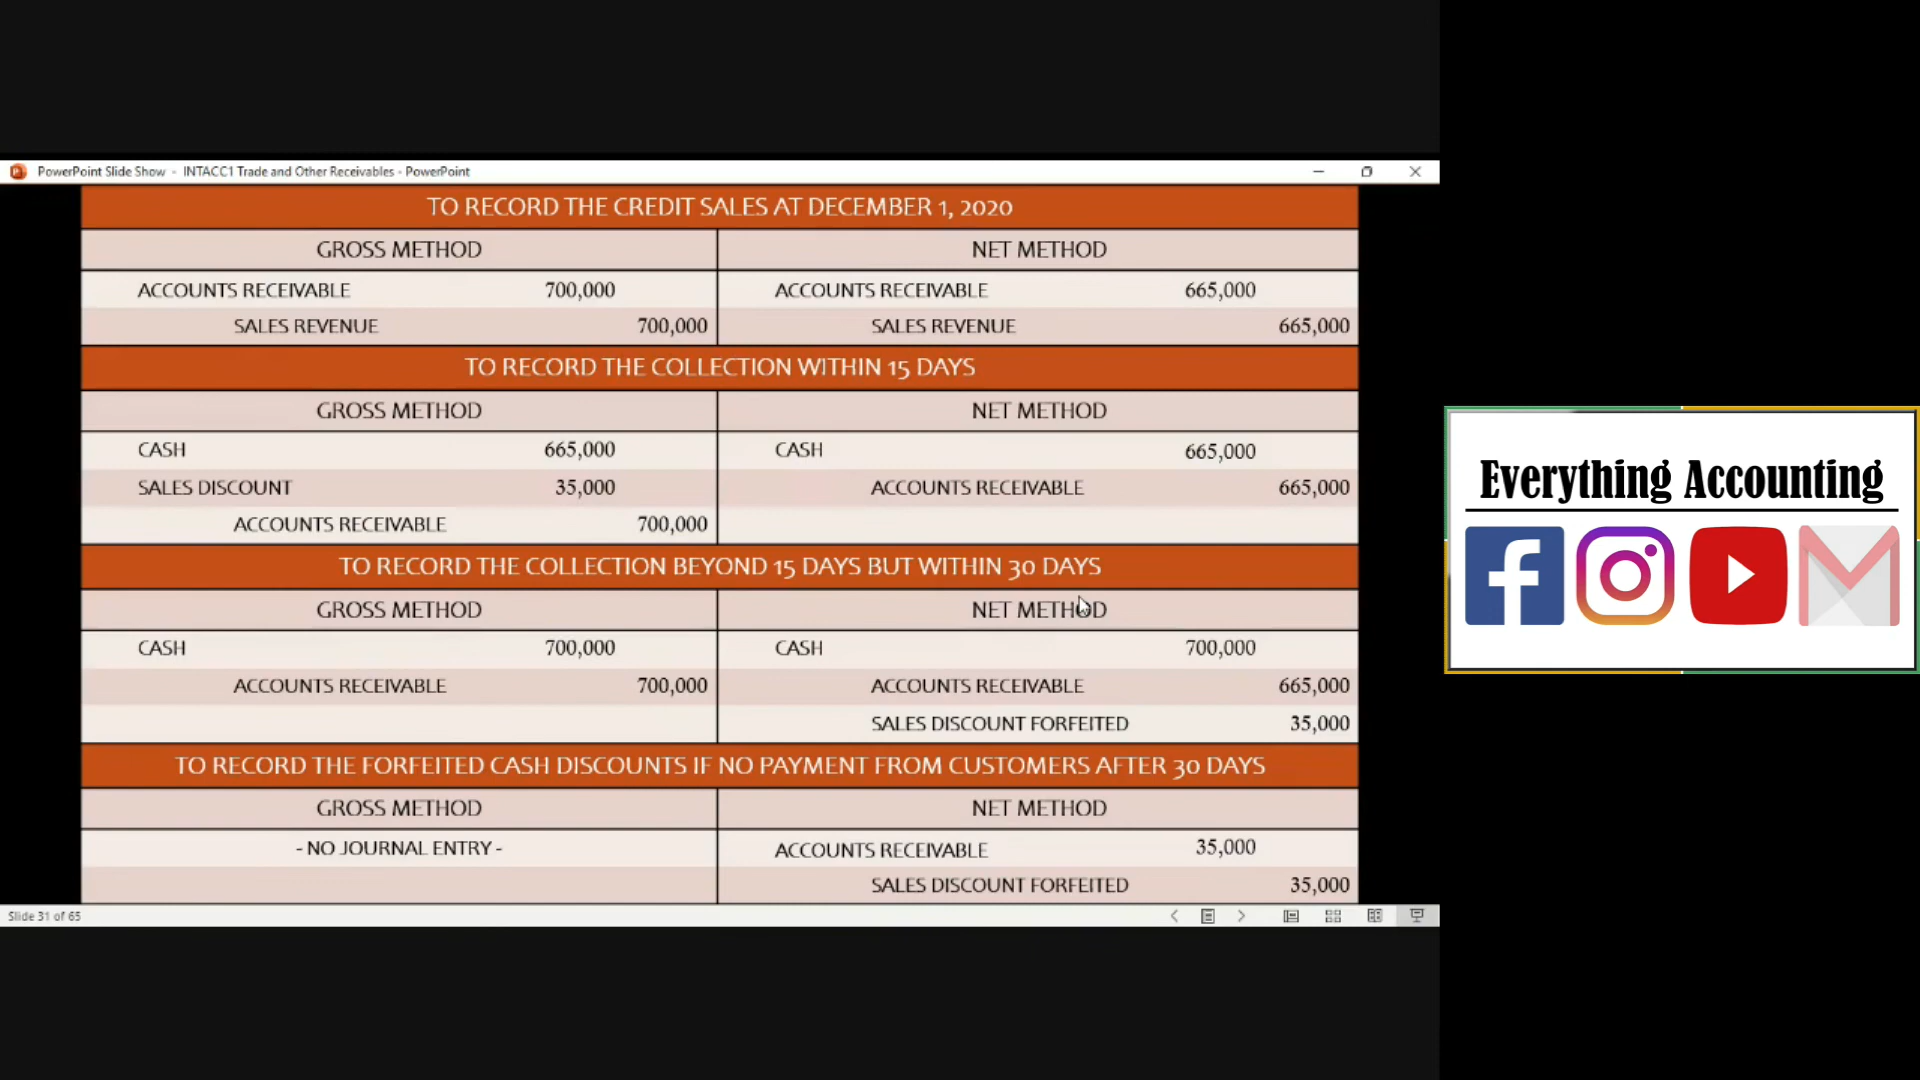 PowerPoint Slide Show - INTACC1 Trade and Other Receivables - PowerPoint
TO RECORD THE CREDIT SALES AT DECEMBER 1, 2020
GROSS METHOD NET METHOD
ACCOUNTS RECEIVABLE 700,000 ACCOUNTS RECEIVABLE 665,000
SALES REVENUE 700,000 SALES REVENUE 665,000
TO RECORD THE COLLECTION WITHIN 15 DAYS
GROSS METHOD NET METHOD
CASH 665,000 CASH 665,000
SALES DISCOUNT 35,000 ACCOUNTS RECEIVABLE 665,000
ACCOUNTS RECEIVABLE 700,000
TO RECORD THE COLLECTION BEYOND 15 DAYS BUT WITHIN 30 DAYS
GROSS METHOD NET METHOD
CASH 700,000 CASH 700,000
ACCOUNTS RECEIVABLE 700,000 ACCOUNTS RECEIVABLE 665,000
SALES DISCOUNT FORFEITED 35,000
TO RECORD THE FORFEITED CASH DISCOUNTS IF NO PAYMENT FROM CUSTOMERS AFTER 30 DAYS
GROSS METHOD NET METHOD
- NO JOURNAL ENTRY - ACCOUNTS RECEIVABLE 35,000
SALES DISCOUNT FORFEITED 35,000
Slide 31 of 65
Everything Accounting